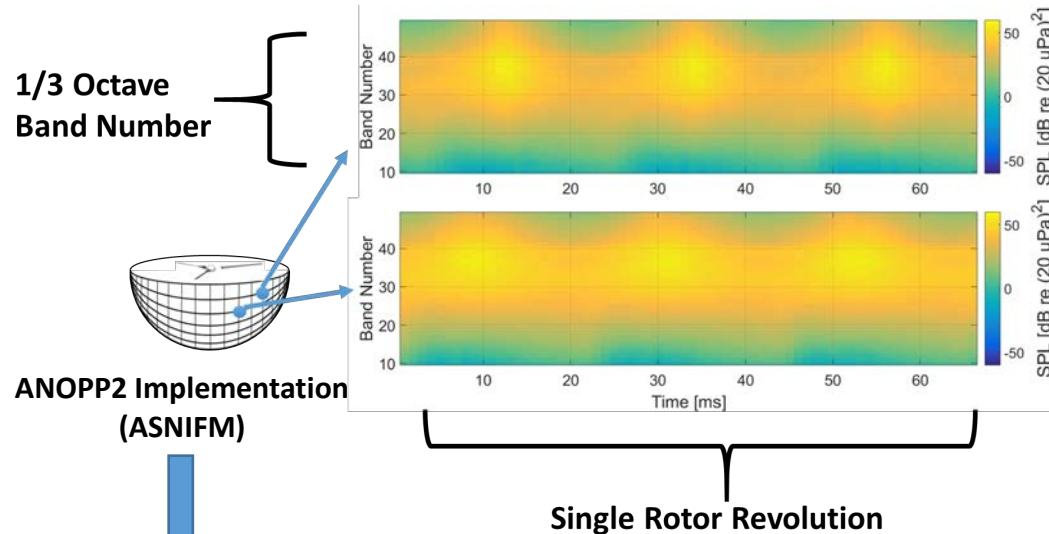 1/3 Octave
Band Number
Band Number
40
30
20
10
10
20
30
40
50
60
50
0
-50
SPL [dB re (20 uPa)²]
Band Number
40
30
20
10
10
20
30
40
50
60
Time [ms]
50
0
-50
SPL [dB re (20 uPa)²]
ANOPP2 Implementation
(ASNIFM)
Single Rotor Revolution